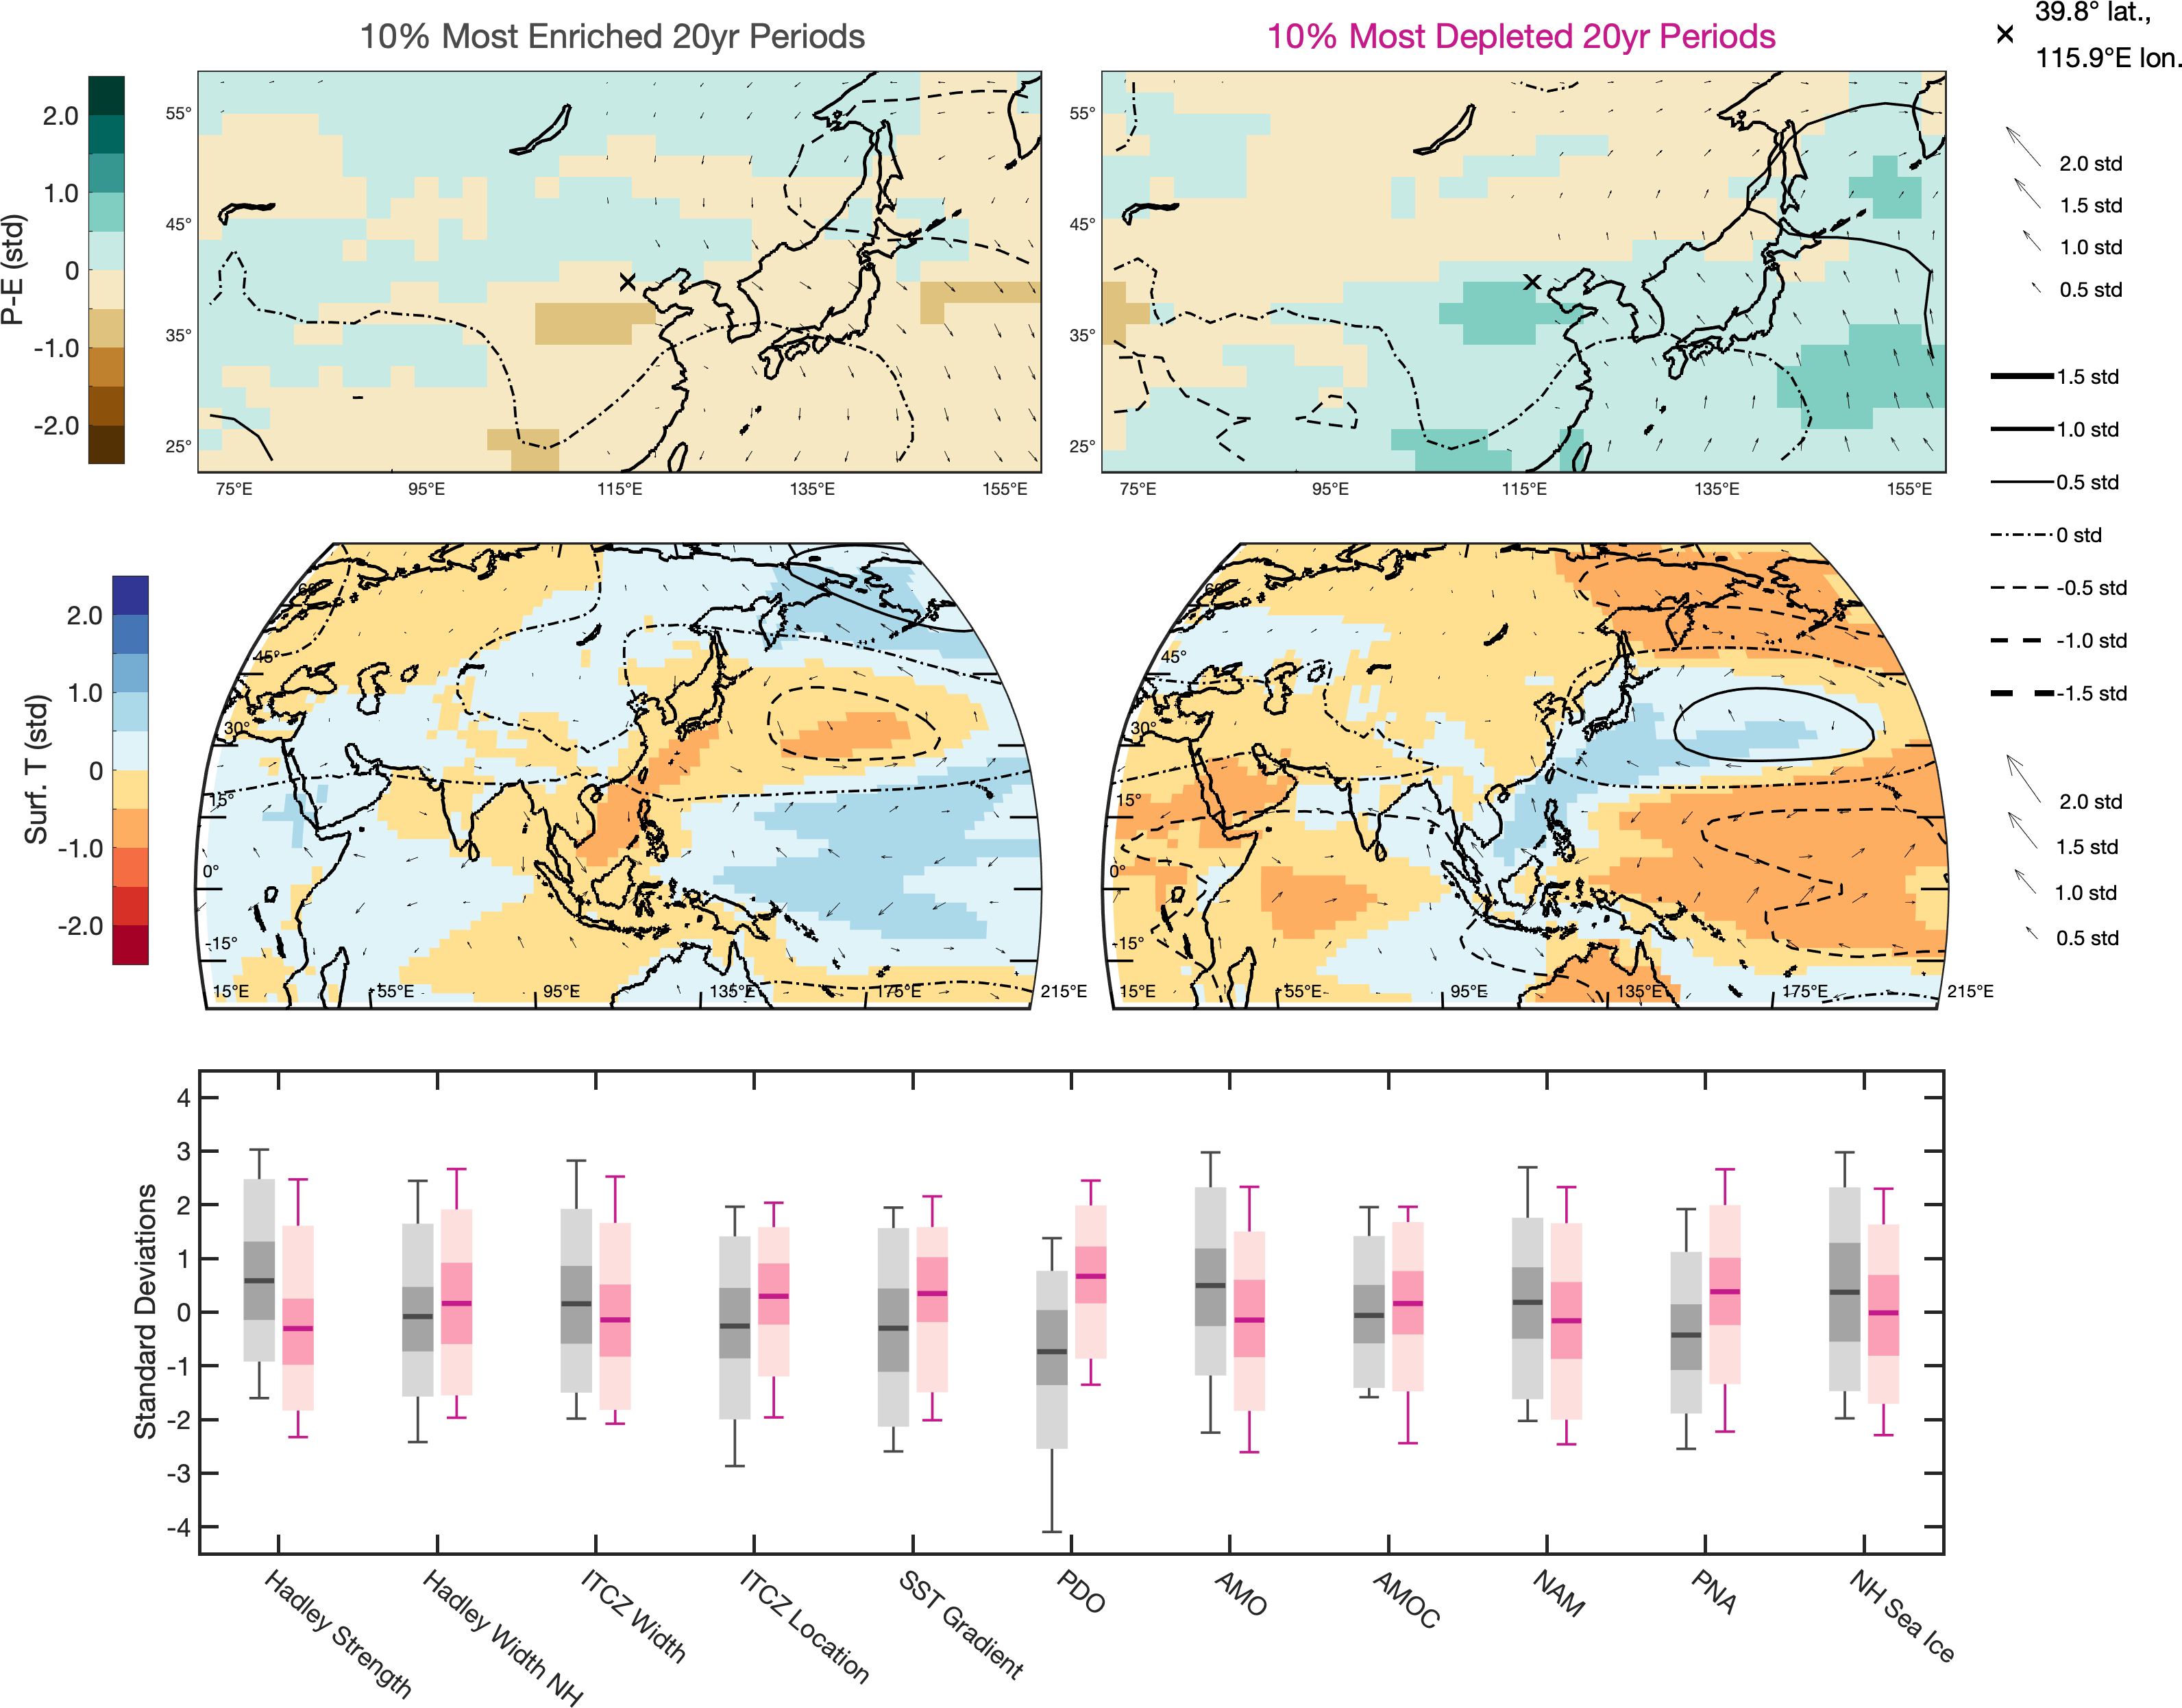 10% Most Enriched 20yr Periods
10% Most Depleted 20yr Periods
39.8° lat.,
115.9°E lon.
P-E (std)
2.0
1.0
0
-1.0
-2.0
55°
45°
35°
25°
75°E 95°E 115°E 135°E 155°E
55°
45°
35°
25°
75°E 95°E 115°E 135°E 155°E
2.0 std
1.5 std
1.0 std
0.5 std
1.5 std
1.0 std
0.5 std
0 std
-0.5 std
-1.0 std
-1.5 std
Surf. T (std)
2.0
1.0
0
-1.0
-2.0
60°
45°
30°
15°
0°
-15°
15°E 55°E 95°E 135°E 175°E 215°E
60°
45°
30°
15°
0°
-15°
15°E 55°E 95°E 135°E 175°E 215°E
2.0 std
1.5 std
1.0 std
0.5 std
Standard Deviations
4
3
2
1
0
-1
-2
-3
-4
Hadley Strength
Hadley Width NH
ITCZ Width
ITCZ Location
SST Gradient
PDO
AMO
AMOC
NAM
PNA
NH Sea Ice